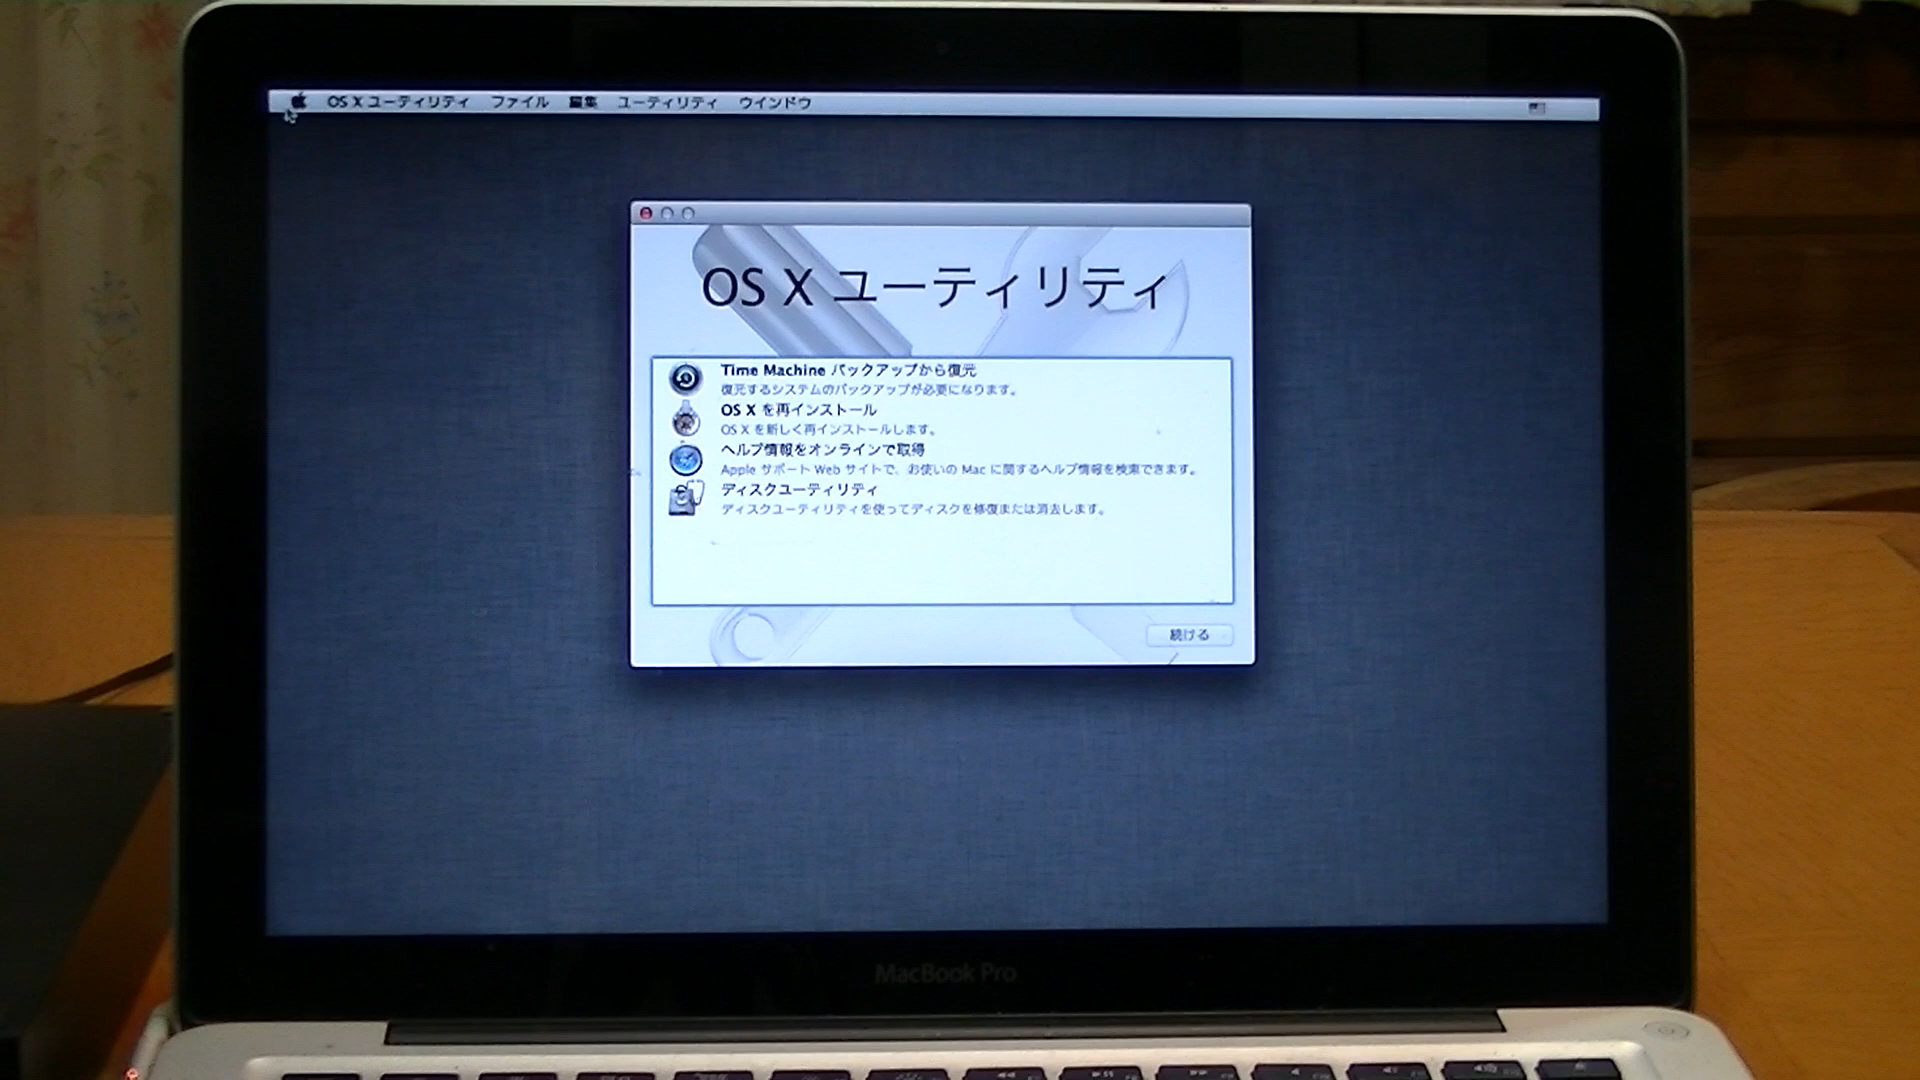 OS X ユーティリティ ファイル 編集 ユーティリティ ウインドウ
OS X ユーティリティ
Time Machine バックアップから復元
復元するシステムのバックアップが必要になります。
OS X を再インストール
OS X を新しく再インストールします。
ヘルプ情報をオンラインで取得
Apple サポート Web サイトで、お使いの Mac に関するヘルプ情報を検索できます。
ディスクユーティリティ
ディスクユーティリティを使ってディスクを修復または消去します。
続ける
MacBook Pro